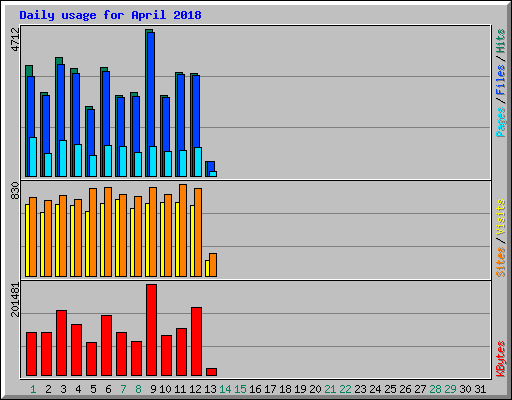 Daily usage for April 2018
4712
Pages / Files / Hits
830
Sites / Visits
201481
KBytes
1 2 3 4 5 6 7 8 9 10 11 12 13 14 15 16 17 18 19 20 21 22 23 24 25 26 27 28 29 30 31